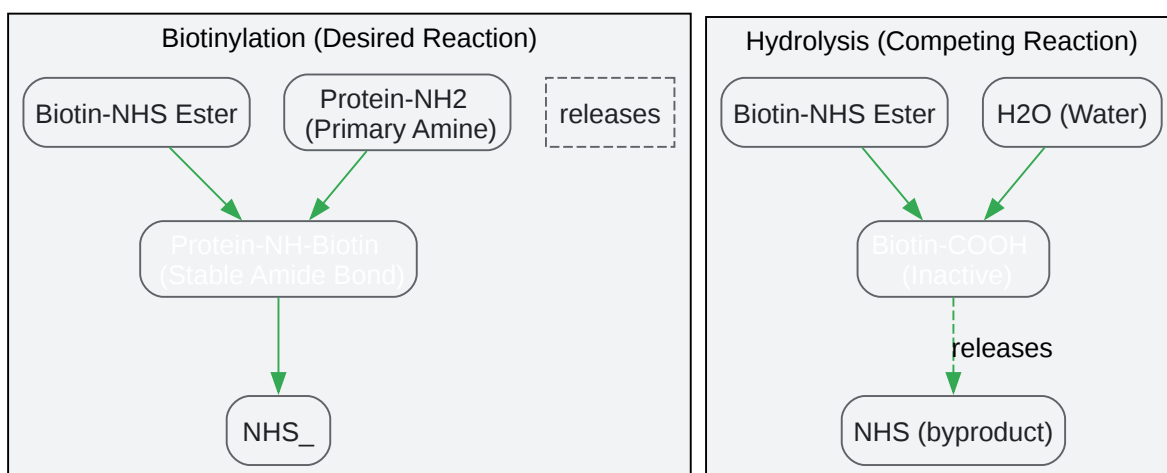 Biotinylation (Desired Reaction)
Biotin-NHS Ester
Protein-NH2
(Primary Amine)
releases
Protein-NH-Biotin
(Stable Amide Bond)
NHS_
Hydrolysis (Competing Reaction)
Biotin-NHS Ester
H2O (Water)
Biotin-COOH
(Inactive)
releases
NHS (byproduct)